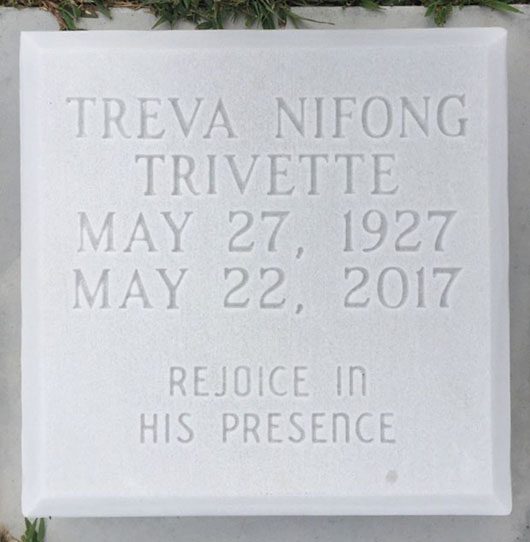 TREVA NIFONG
TRIVETTE
MAY 27, 1927
MAY 22, 2017
REJOICE IN
HIS PRESENCE